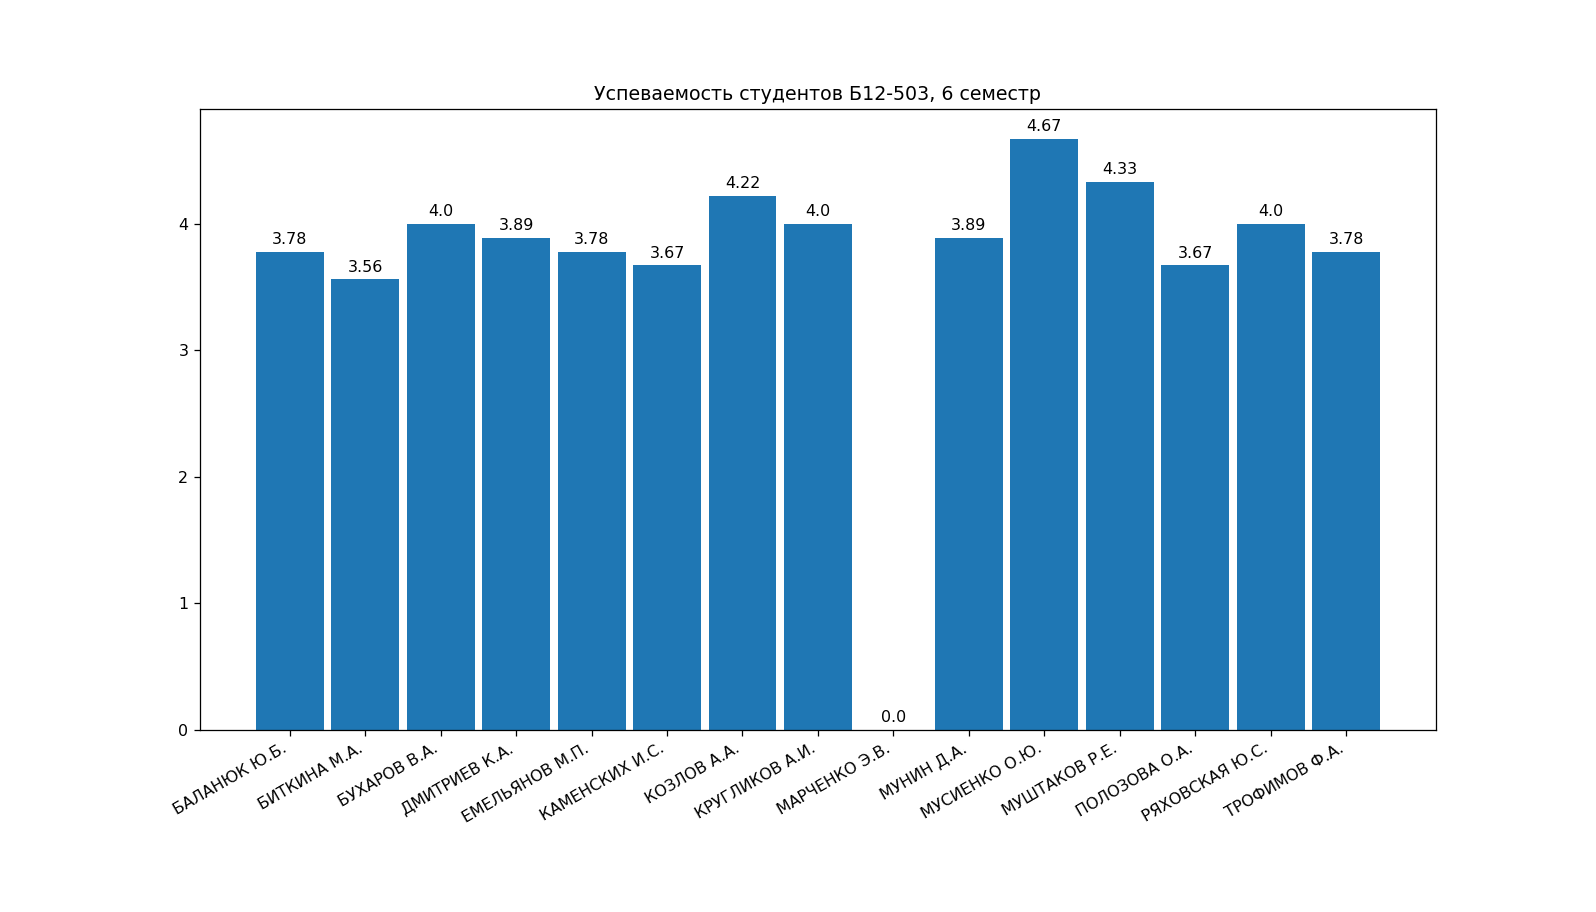 Успеваемость студентов Б12-503, 6 семестр
4.67
4.33
4.22
4.0
4.0
4.0
3.89
3.89
3.78
3.78
3.78
3.67
3.67
3.56
0.0
4
3
2
1
0
БАЛАНЮК Ю.Б.
БИТКИНА М.А.
БУХАРОВ В.А.
ДМИТРИЕВ К.А.
ЕМЕЛЬЯНОВ М.П.
КАМЕНСКИХ И.С.
КОЗЛОВ А.А.
КРУГЛИКОВ А.И.
МАРЧЕНКО Э.В.
МУНИН Д.А.
МУСИЕНКО О.Ю.
МУШТАКОВ Р.Е.
ПОЛОЗОВА О.А.
РЯХОВСКАЯ Ю.С.
ТРОФИМОВ Ф.А.